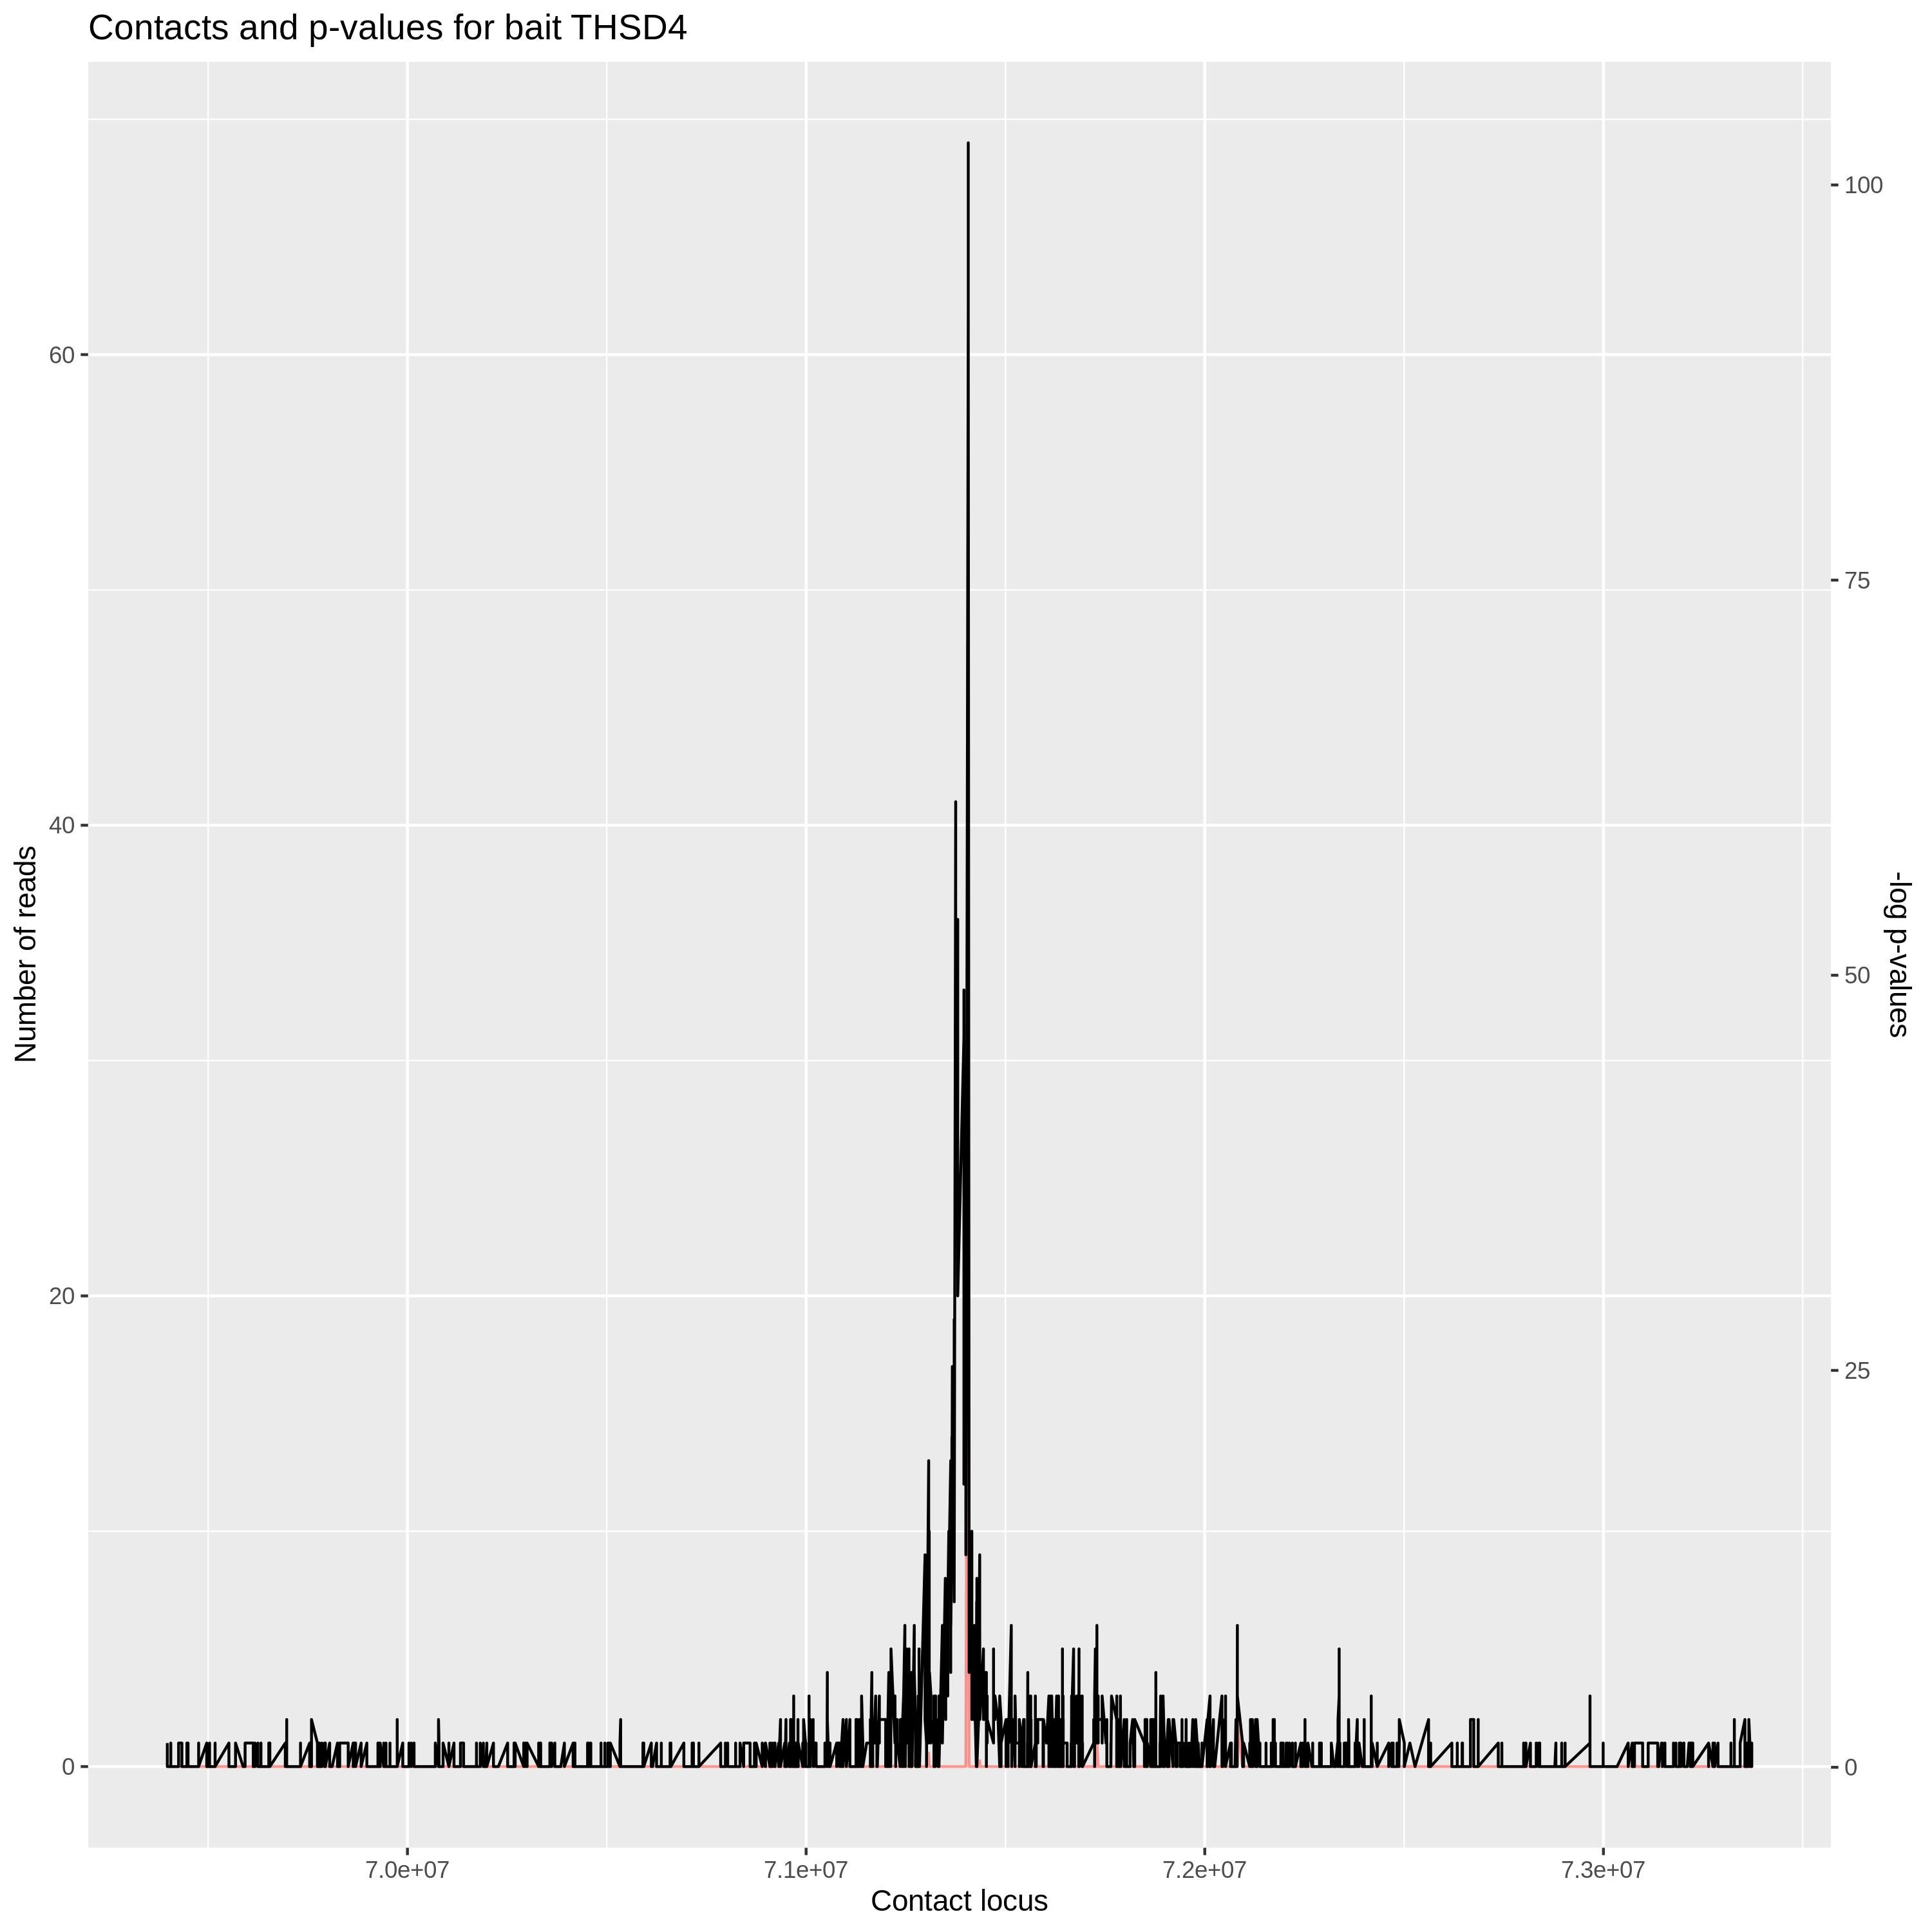 Contacts and p-values for bait THSD4
Number of reads
60
40
20
0
100
75
50
25
0
-log p-values
7.0e+07
7.1e+07
7.2e+07
7.3e+07
Contact locus